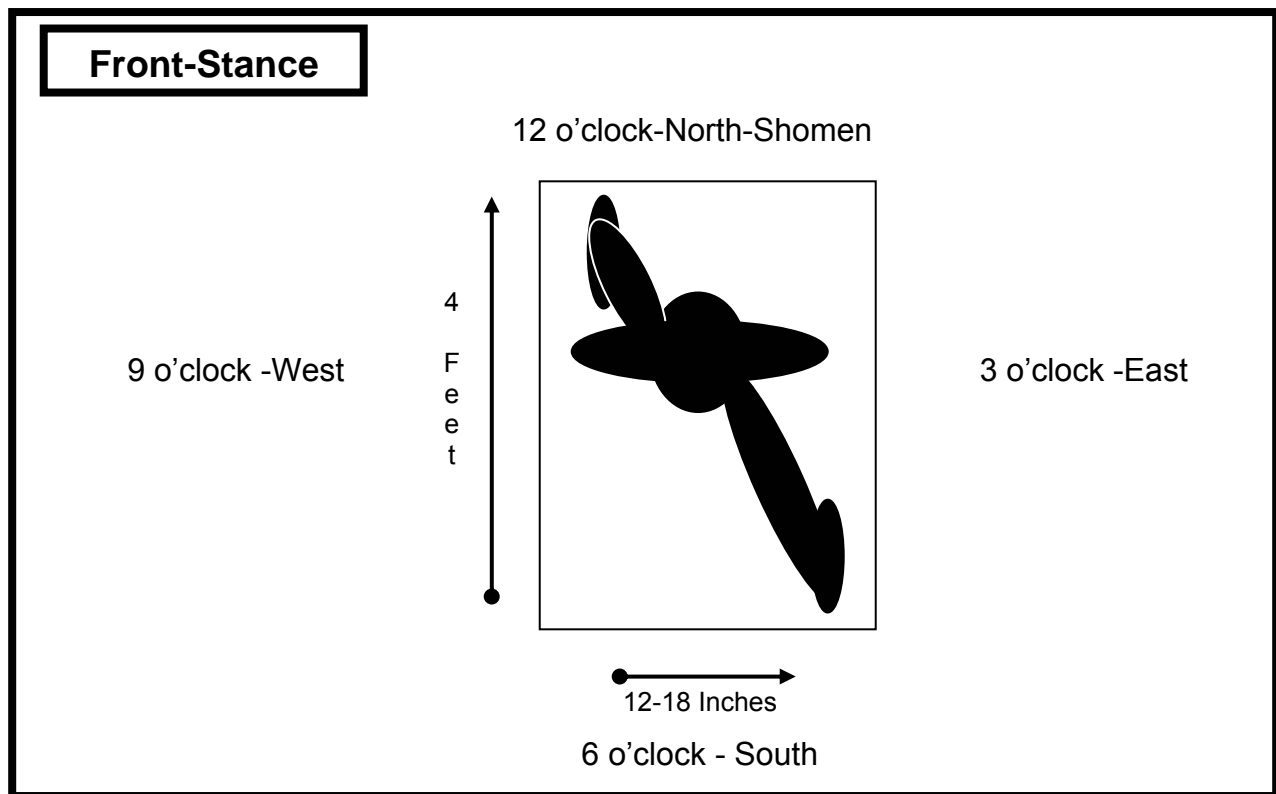 Front-Stance
12 o’clock-North-Shomen
4
F
e
e
t
9 o’clock -West
3 o’clock -East
12-18 Inches
6 o’clock - South